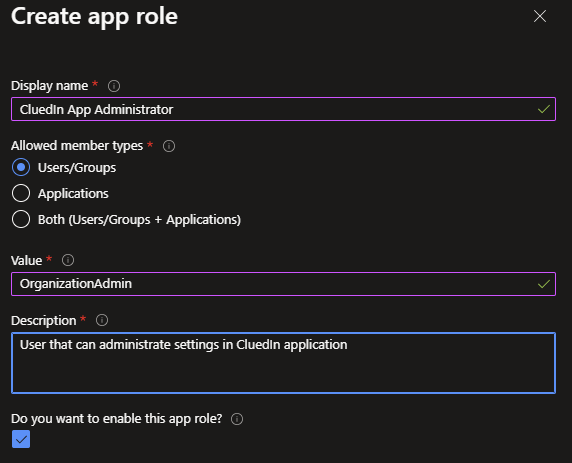 Create app role
Display name *
CluedIn App Administrator
Allowed member types *
Users/Groups
Applications
Both (Users/Groups + Applications)
Value *
OrganizationAdmin
Description *
User that can administrate settings in CluedIn application
Do you want to enable this app role?